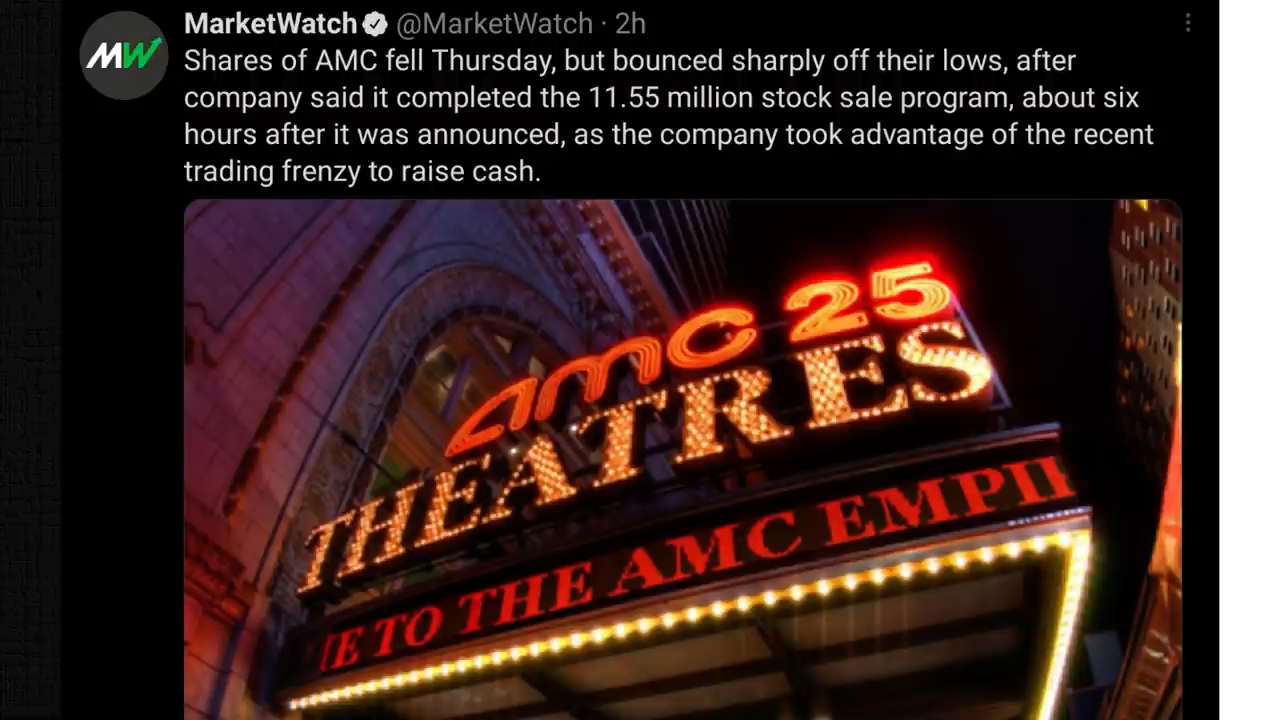 MarketWatch @MarketWatch · 2h
Shares of AMC fell Thursday, but bounced sharply off their lows, after
company said it completed the 11.55 million stock sale program, about six
hours after it was announced, as the company took advantage of the recent
trading frenzy to raise cash.
MW
amc 25
THEATRES
E TO THE AMC EMPI